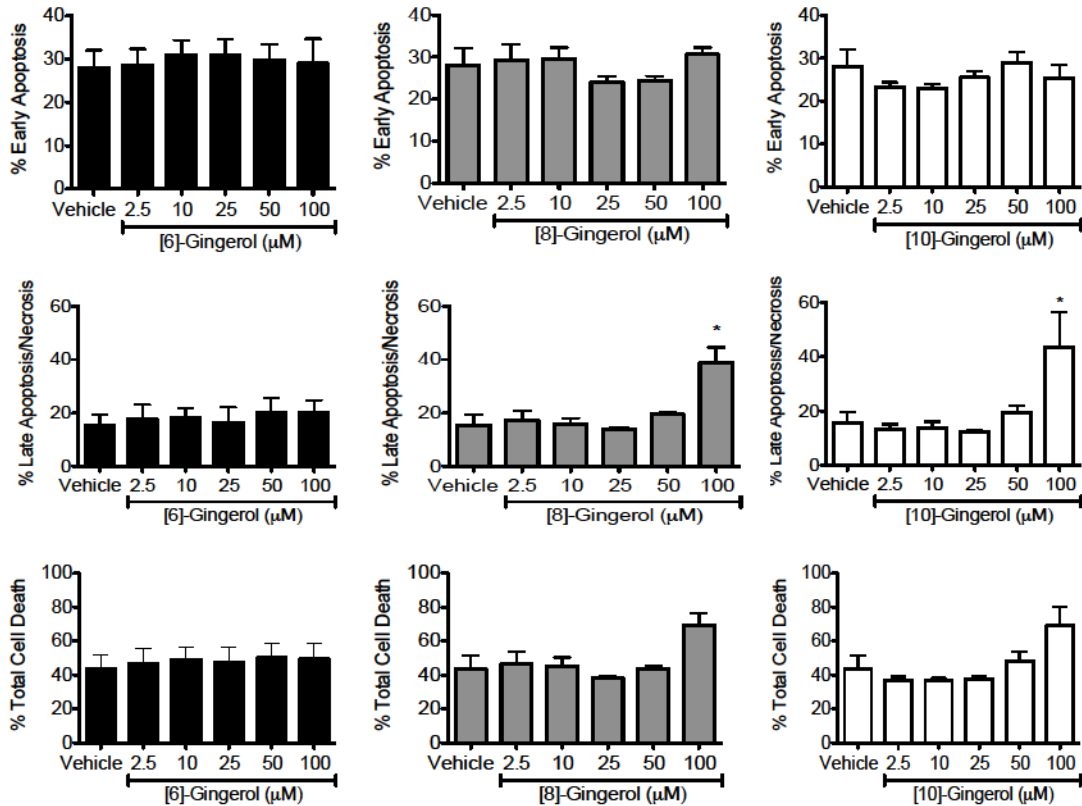 % Early Apoptosis
40
30
20
10
0
Vehicle 2.5 10 25 50 100
[6]-Gingerol (μM)
% Early Apoptosis
40
30
20
10
0
Vehicle 2.5 10 25 50 100
[8]-Gingerol (μM)
% Early Apoptosis
40
30
20
10
0
Vehicle 2.5 10 25 50 100
[10]-Gingerol (μM)
% Late Apoptosis/Necrosis
60
40
20
0
Vehicle 2.5 10 25 50 100
[6]-Gingerol (μM)
% Late Apoptosis/Necrosis
60
40
20
0
*
Vehicle 2.5 10 25 50 100
[8]-Gingerol (μM)
% Late Apoptosis/Necrosis
60
40
20
0
*
Vehicle 2.5 10 25 50 100
[10]-Gingerol (μM)
% Total Cell Death
100
80
60
40
20
0
Vehicle 2.5 10 25 50 100
[6]-Gingerol (μM)
% Total Cell Death
100
80
60
40
20
0
Vehicle 2.5 10 25 50 100
[8]-Gingerol (μM)
% Total Cell Death
100
80
60
40
20
0
Vehicle 2.5 10 25 50 100
[10]-Gingerol (μM)